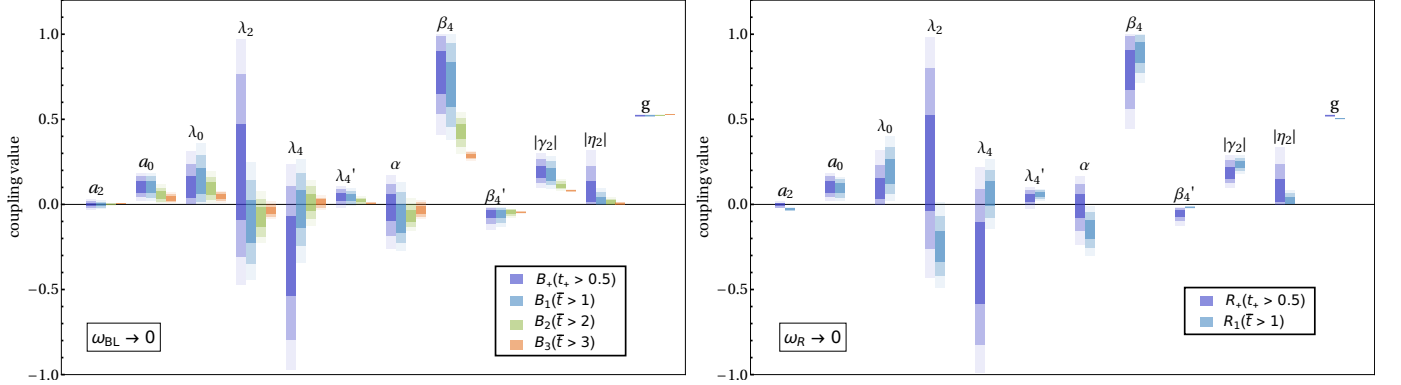 coupling value
1.0
0.5
0.0
−0.5
−1.0
a₂
a₀
λ₀
λ₂
λ₄
λ₄'
α
β₄
β₄'
|γ₂|
|η₂|
g
B₊(t₊ > 0.5)
B₁(t̄ > 1)
B₂(t̄ > 2)
B₃(t̄ > 3)
ω_BL → 0
coupling value
1.0
0.5
0.0
−0.5
−1.0
a₂
a₀
λ₀
λ₂
λ₄
λ₄'
α
β₄
β₄'
|γ₂|
|η₂|
g
R₊(t₊ > 0.5)
R₁(t̄ > 1)
ω_R → 0